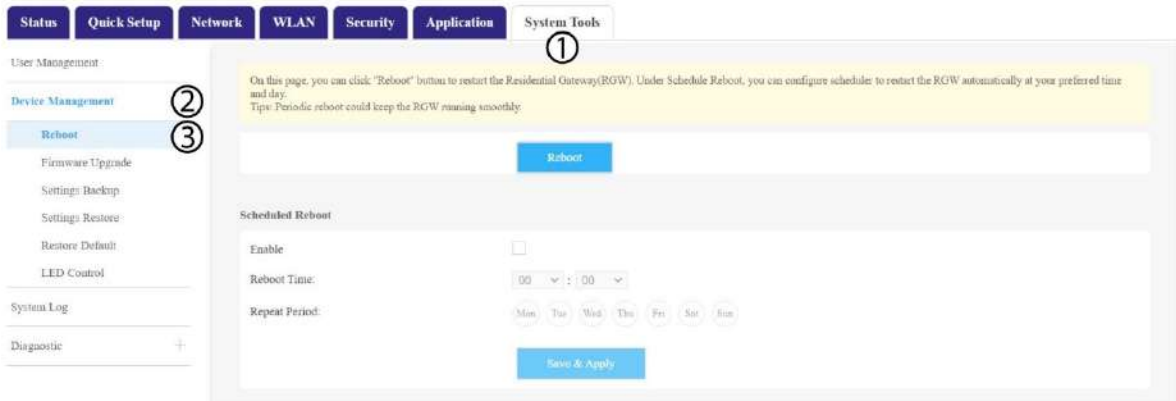 Status Quick Setup Network WLAN Security Application System Tools
①
User Management
Device Management ②
Reboot ③
Firmware Upgrade
Settings Backup
Settings Restore
Restore Default
LED Control
System Log
Diagnostic +
On this page, you can click "Reboot" button to restart the Residential Gateway(RGW). Under Schedule Reboot, you can configure scheduler to restart the RGW automatically at your preferred time
and day.
Tips: Periodic reboot could keep the RGW running smoothly.
Reboot
Scheduled Reboot
Enable
Reboot Time: 00 : 00
Repeat Period: Mon Tue Wed Thu Fri Sat Sun
Save & Apply